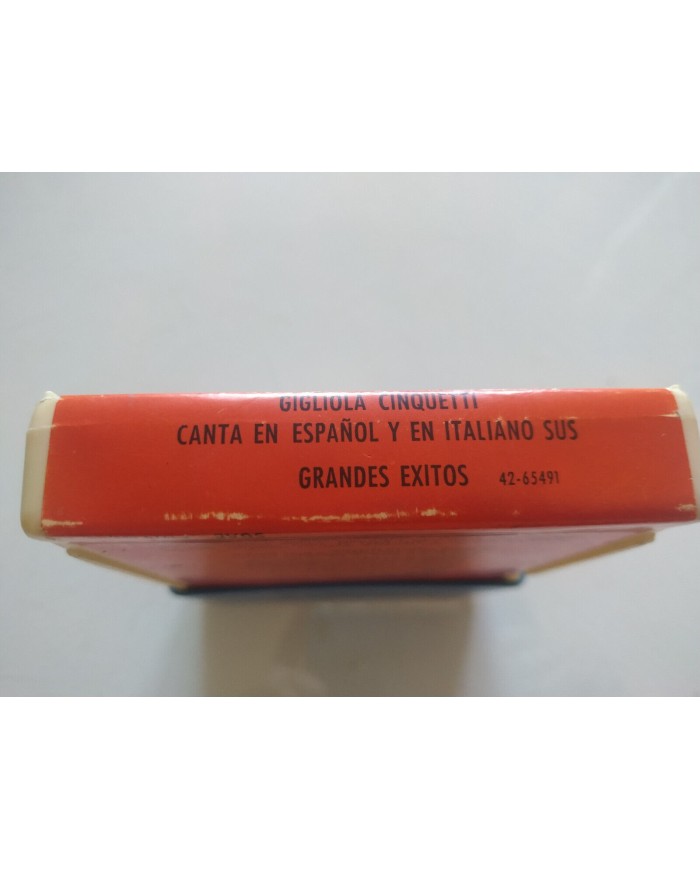 GIGLIOLA CINQUETTI
CANTA EN ESPAÑOL Y EN ITALIANO SUS
GRANDES EXITOS 42-65491